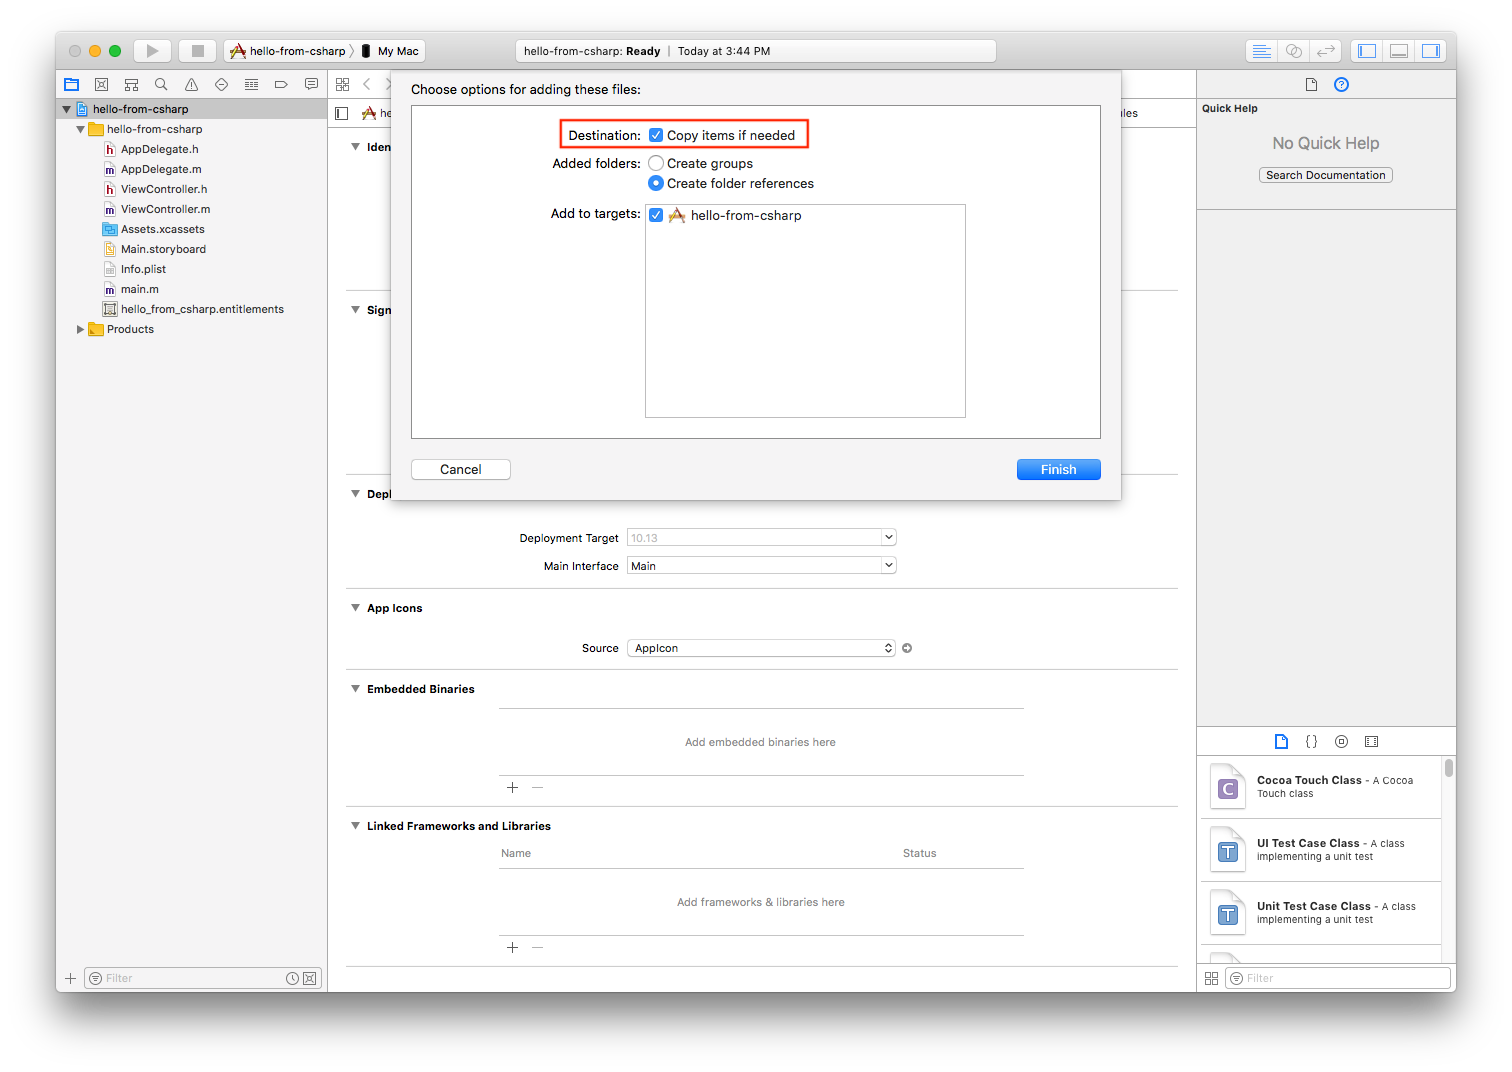 hello-from-csharp
My Mac
hello-from-csharp: Ready | Today at 3:44 PM
hello-from-csharp
hello-from-csharp
AppDelegate.h
AppDelegate.m
ViewController.h
ViewController.m
Assets.xcassets
Main.storyboard
Info.plist
main.m
hello_from_csharp.entitlements
Products
Filter
Choose options for adding these files:
Destination: Copy items if needed
Added folders: Create groups
Create folder references
Add to targets: hello-from-csharp
Cancel
Finish
Deployment Target 10.13
Main Interface Main
App Icons
Source AppIcon
Embedded Binaries
Add embedded binaries here
Linked Frameworks and Libraries
Name Status
Add frameworks & libraries here
Quick Help
No Quick Help
Search Documentation
{}
C
Cocoa Touch Class - A Cocoa
Touch class
T
UI Test Case Class - A class
implementing a unit test
T
Unit Test Case Class - A class
implementing a unit test
Filter